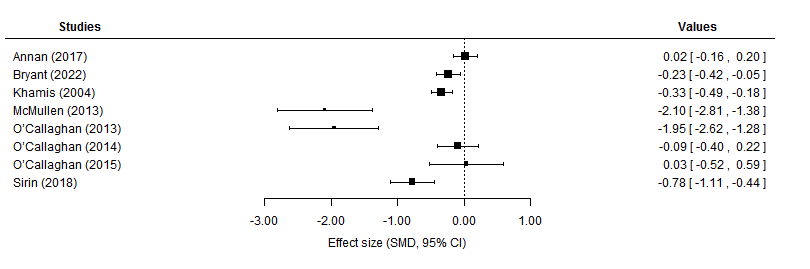 Studies Values
Annan (2017) 0.02 [ -0.16 , 0.20 ]
Bryant (2022) -0.23 [ -0.42 , -0.05 ]
Khamis (2004) -0.33 [ -0.49 , -0.18 ]
McMullen (2013) -2.10 [ -2.81 , -1.38 ]
O'Callaghan (2013) -1.95 [ -2.62 , -1.28 ]
O'Callaghan (2014) -0.09 [ -0.40 , 0.22 ]
O'Callaghan (2015) 0.03 [ -0.52 , 0.59 ]
Sirin (2018) -0.78 [ -1.11 , -0.44 ]
-3.00 -2.00 -1.00 0.00 1.00
Effect size (SMD, 95% CI)